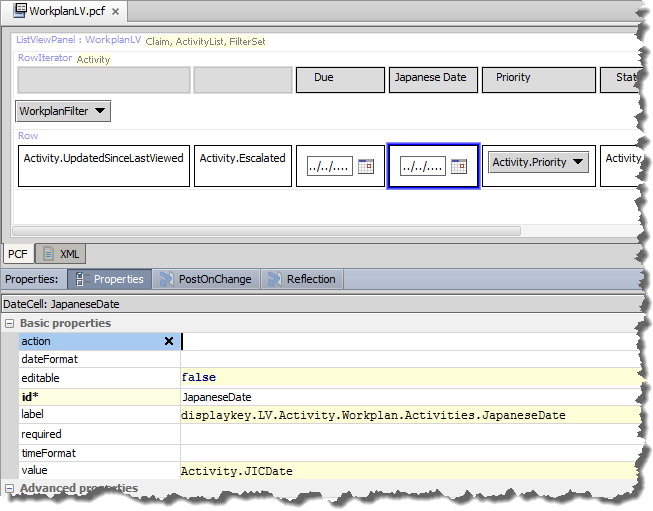 WorkplanLV.pcf ×
ListViewPanel : WorkplanLV Claim, ActivityList, FilterSet
RowIterator Activity
Due Japanese Date Priority Stat
WorkplanFilter
Row
Activity.UpdatedSinceLastViewed Activity.Escalated ../../.... ../../.... Activity.Priority Activity.
PCF XML
Properties: Properties PostOnChange Reflection
DateCell: JapaneseDate
Basic properties
action
dateFormat
editable false
id* JapaneseDate
label displaykey.LV.Activity.Workplan.Activities.JapaneseDate
required
timeFormat
value Activity.JICDate
Advanced properties